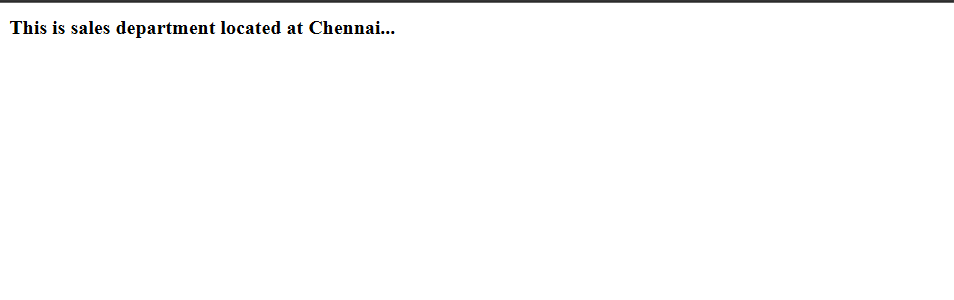 This is sales department located at Chennai...